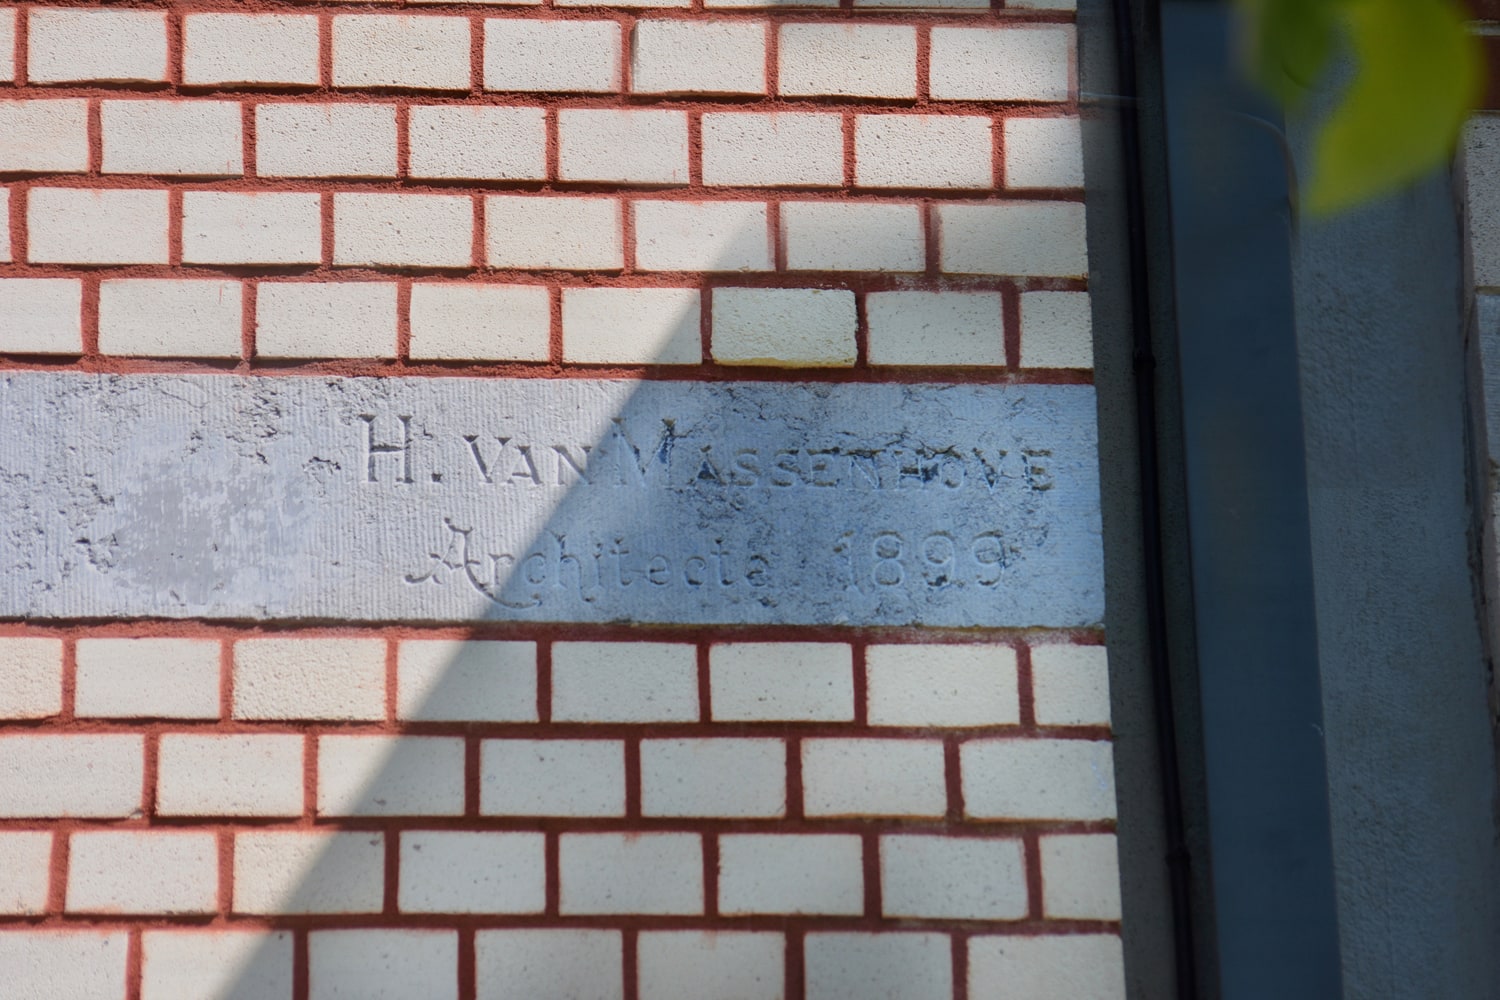 H. VAN MASSENHOVE
Architecte 1899